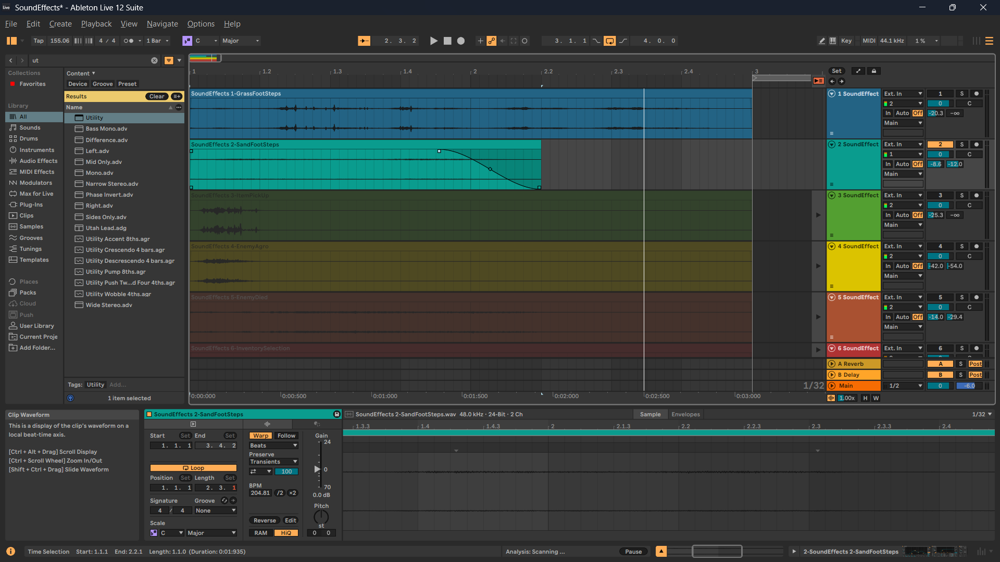 SoundEffects* - Ableton Live 12 Suite
File Edit Create Playback View Navigate Options Help
Tap 155.06 4 / 4 1 Bar C Major 2. 3. 2 3. 1. 1 4. 0. 0 Key MIDI 44.1 kHz 1 %
ut
Collections
Favorites
Library
All
Sounds
Drums
Instruments
Audio Effects
MIDI Effects
Modulators
Max for Live
Plug-Ins
Clips
Samples
Grooves
Tunings
Templates
Places
Packs
Cloud
Push
User Library
Current Proje
Add Folder...
Content
Device Groove Preset
Results Clear
Name
Utility
Bass Mono.adv
Difference.adv
Left.adv
Mid Only.adv
Mono.adv
Narrow Stereo.adv
Phase Invert.adv
Right.adv
Sides Only.adv
Utah Lead.adg
Utility Accent 8ths.agr
Utility Crescendo 4 bars.agr
Utility Descrescendo 4 bars.agr
Utility Pump 8ths.agr
Utility Push Tw...d Four 4ths.agr
Utility Wobble 4ths.agr
Wide Stereo.adv
Tags: Utility Add...
1 item selected
1 1.2 1.3 1.4 2 2.2 2.3 2.4 3
Set
SoundEffects 1-GrassFootSteps
SoundEffects 2-SandFootSteps
SoundEffects 3-ItemPickUp
SoundEffects 4-EnemyAgro
SoundEffects 5-EnemyDied
SoundEffects 6-InventorySelection
1/32
0:00:000 0:00:500 0:01:000 0:01:500 0:02:000 0:02:500 0:03:000
1 SoundEffect Ext. In 1 S
2 0 C
In Auto Off -20.3 -∞
Main
2 SoundEffect Ext. In 2 S
1 0 C
In Auto Off -8.6 -12.0
Main
3 SoundEffect Ext. In 3 S
2 0 C
In Auto Off -25.3 -∞
Main
4 SoundEffect Ext. In 4 S
2 0 C
In Auto Off -42.0 -54.0
Main
5 SoundEffect Ext. In 5 S
2 0 C
In Auto Off -14.0 -29.4
Main
6 SoundEffect Ext. In 6 S
A Reverb A S Post
B Delay B S Post
Main 1/2 0 -6.0
1.00x H W
Clip Waveform
This is a display of the clip's waveform on a
local beat-time axis.
[Ctrl + Alt + Drag] Scroll Display
[Ctrl + Scroll Wheel] Zoom In/Out
[Shift + Ctrl + Drag] Slide Waveform
SoundEffects 2-SandFootSteps
Start Set End Set
1. 1. 1 3. 4. 2
Loop
Position Set Length Set
1. 1. 1 2. 3. 1
Signature Groove
4 / 4 None
Scale
C Major
Warp Follow
Beats
Preserve
Transients
100
BPM
204.81 /2 ×2
Reverse Edit
RAM HiQ
Gain
24
0
70
0.0 dB
Pitch
st
0 0
SoundEffects 2-SandFootSteps.wav 48.0 kHz · 24-Bit · 2 Ch
Sample Envelopes
1/32
1.3.3 1.4 1.4.3 2 2.1.3 2.2 2.2.3 2.3 2.3.3 2.4
Time Selection Start: 1.1.1 End: 2.2.1 Length: 1.1.0 (Duration: 0:01:935)
Analysis: Scanning ... Pause
2-SoundEffects 2-SandFootSteps